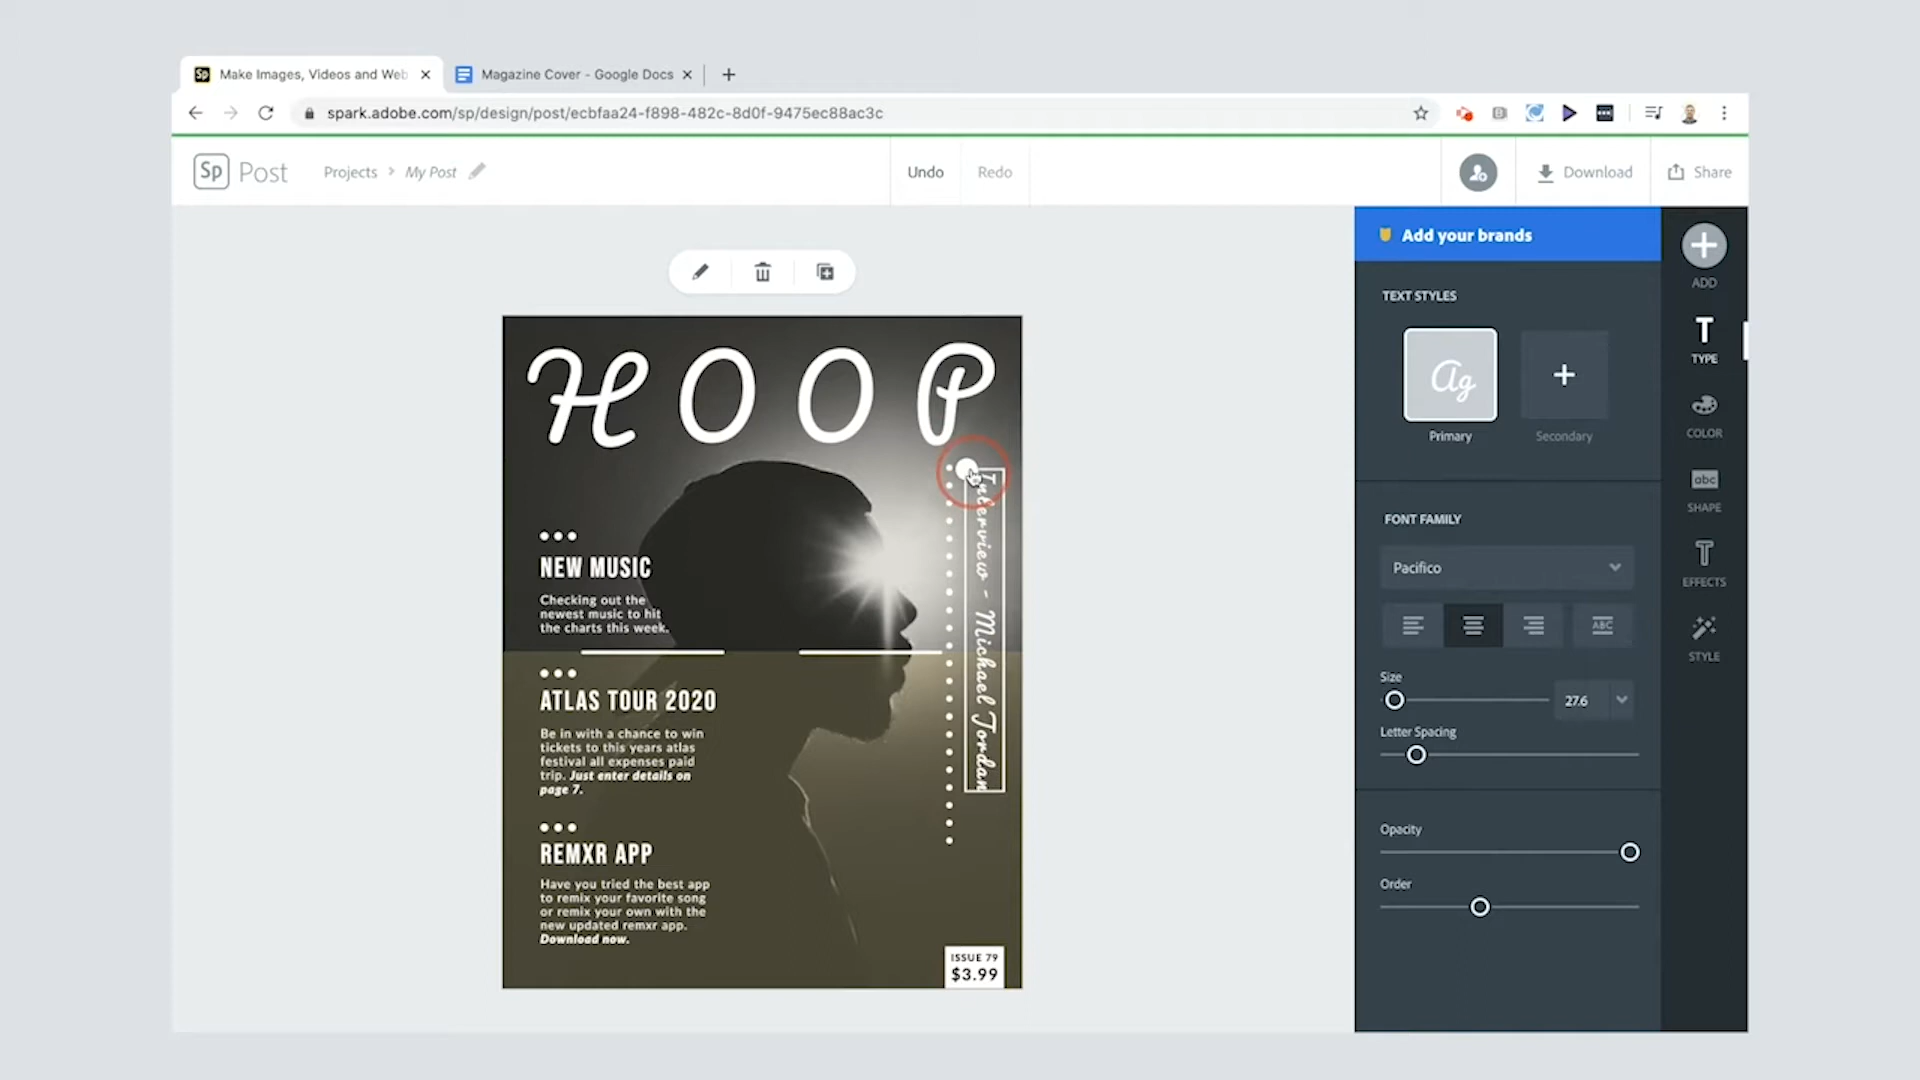 Sp Make Images, Videos and Web
Magazine Cover - Google Docs
spark.adobe.com/sp/design/post/ecbfaa24-f898-482c-8d0f-9475ec88ac3c
Sp Post
Projects > My Post
Undo
Redo
Download
Share
Add your brands
TEXT STYLES
Ag
Primary
Secondary
FONT FAMILY
Pacifico
ABC
Size
27.6
Letter Spacing
Opacity
Order
ADD
T
TYPE
COLOR
abc
SHAPE
T
EFFECTS
STYLE
HOOP
Interview - Michael Jordan
NEW MUSIC
Checking out the
newest music to hit
the charts this week.
ATLAS TOUR 2020
Be in with a chance to win
tickets to this years atlas
festival all expenses paid
trip. Just enter details on
page 7.
REMXR APP
Have you tried the best app
to remix your favorite song
or remix your own with the
new updated remxr app.
Download now.
ISSUE 79
$3.99